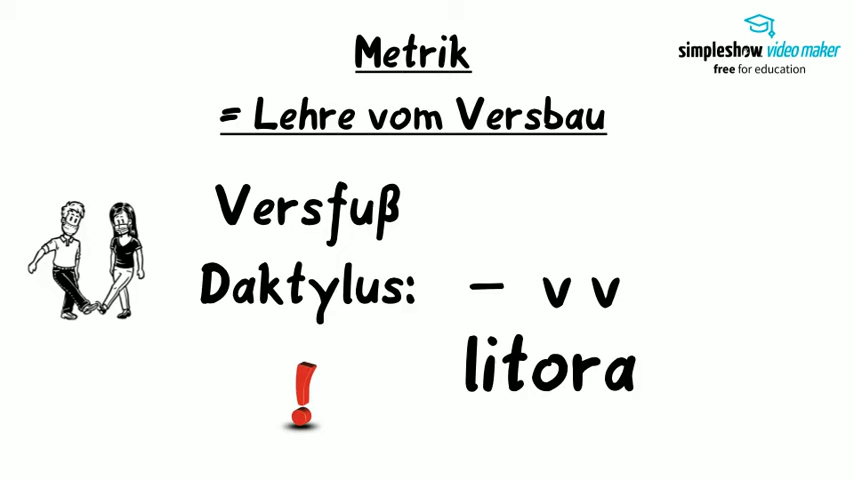 Metrik
= Lehre vom Versbau
simpleshow video maker
free for education
Versfuß
Daktylus: – v v
litora
!